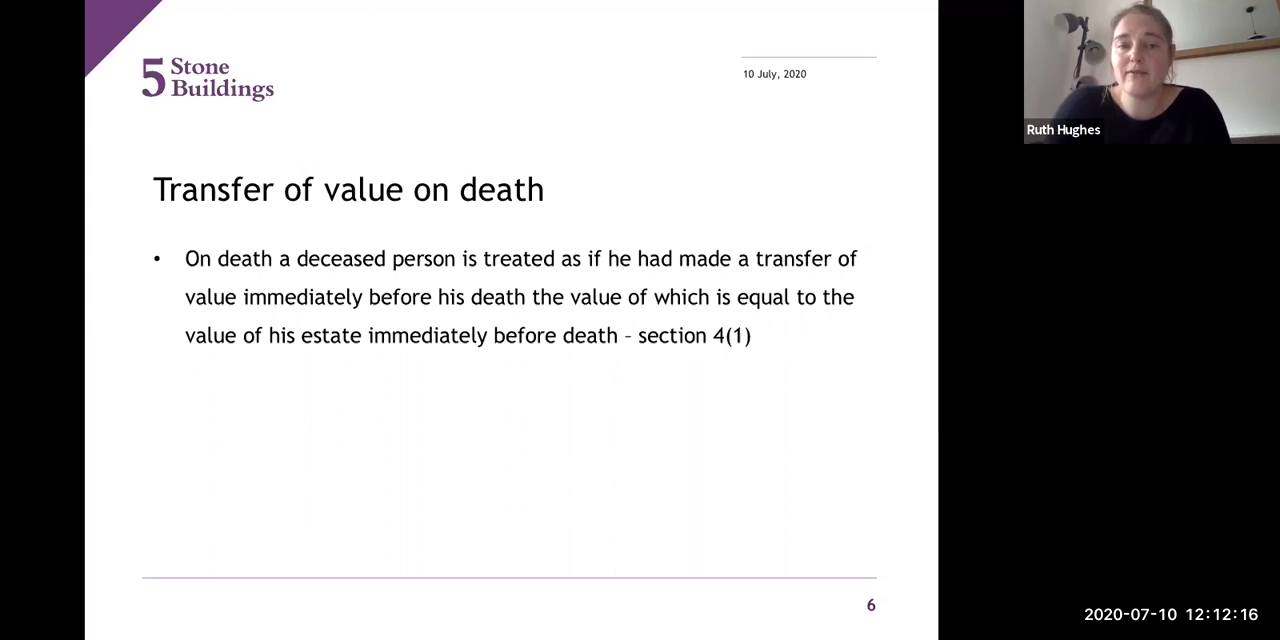 5 Stone
Buildings
10 July, 2020
Ruth Hughes
Transfer of value on death
• On death a deceased person is treated as if he had made a transfer of
value immediately before his death the value of which is equal to the
value of his estate immediately before death – section 4(1)
6
2020-07-10 12:12:16